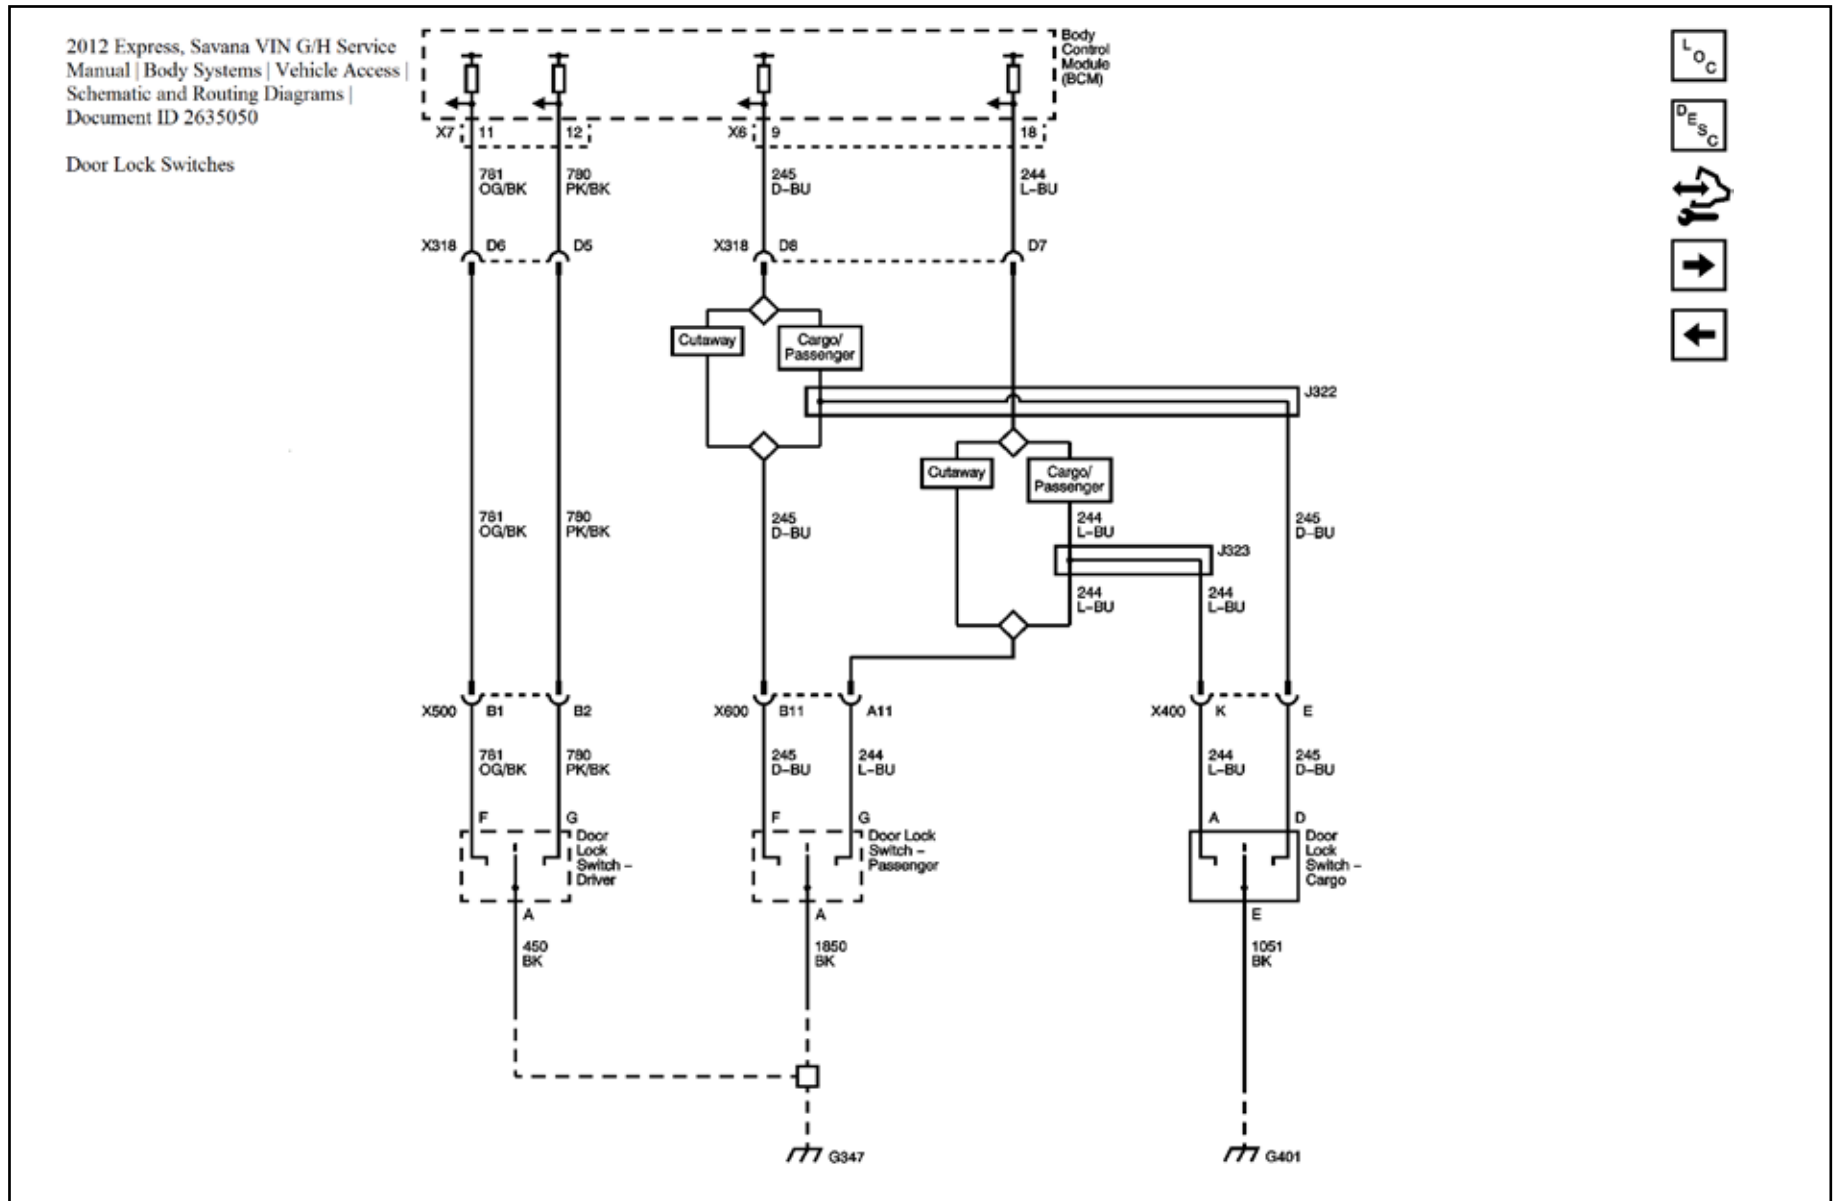 2012 Express, Savana VIN G/H Service
Manual | Body Systems | Vehicle Access |
Schematic and Routing Diagrams |
Document ID 2635050
Door Lock Switches
Body
Control
Module
(BCM)
LOC
DESC
X7 11 12 X6 9 18
781 780 245 244
OG/BK PK/BK D-BU L-BU
X318 D6 D5 X318 D8 D7
Cutaway
Cargo/
Passenger
J322
Cutaway
Cargo/
Passenger
781 780 245 244 245
OG/BK PK/BK D-BU L-BU D-BU
J323
244 244
L-BU L-BU
X500 B1 B2 X600 B11 A11 X400 K E
781 780 245 244 244 245
OG/BK PK/BK D-BU L-BU L-BU D-BU
F G F G A D
Door
Lock
Switch –
Driver
Door Lock
Switch –
Passenger
Door
Lock
Switch –
Cargo
A A E
450 1850 1051
BK BK BK
G347 G401